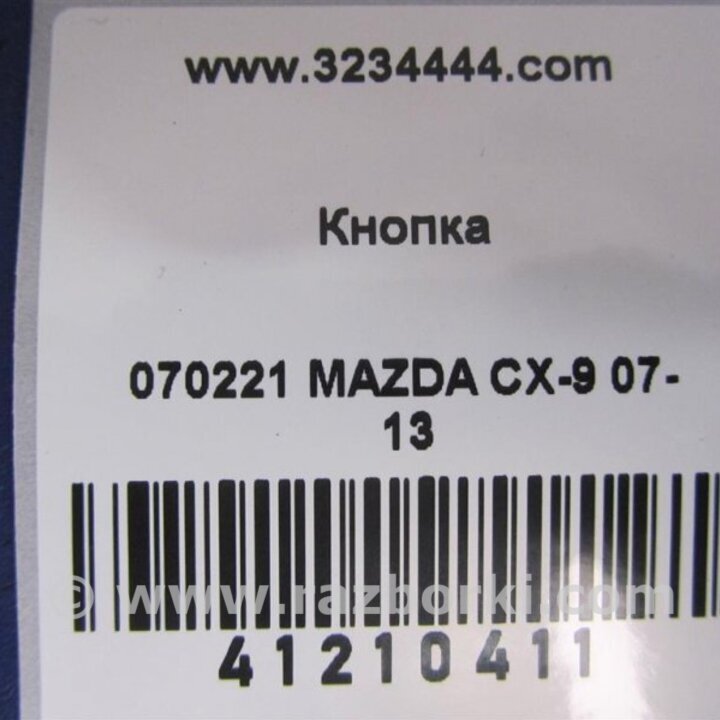 www.3234444.com
Кнопка
070221 MAZDA CX-9 07-
13
© www.razborki.com
41210411